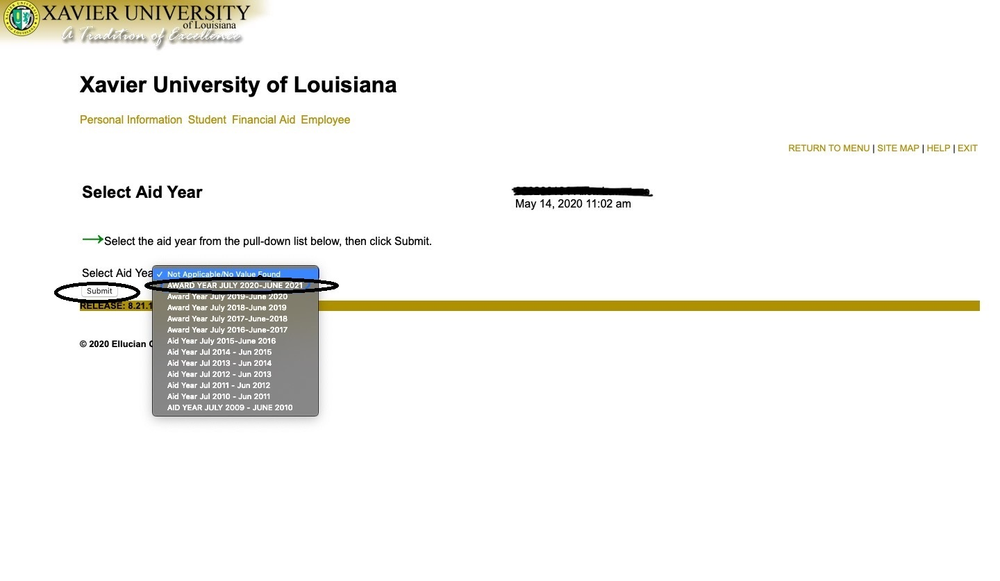 XAVIER UNIVERSITY
of Louisiana
A Tradition of Excellence
Xavier University of Louisiana
Personal Information Student Financial Aid Employee
RETURN TO MENU | SITE MAP | HELP | EXIT
Select Aid Year
May 14, 2020 11:02 am
Select the aid year from the pull-down list below, then click Submit.
Select Aid Yea
✓ Not Applicable/No Value Found
AWARD YEAR JULY 2020-JUNE 2021
Submit
Award Year July 2019-June 2020
RELEASE: 8.21.1
Award Year July 2018-June 2019
Award Year July 2017-June-2018
Award Year July 2016-June-2017
Aid Year July 2015-June 2016
© 2020 Ellucian
Aid Year Jul 2014 - Jun 2015
Aid Year Jul 2013 - Jun 2014
Aid Year Jul 2012 - Jun 2013
Aid Year Jul 2011 - Jun 2012
Aid Year Jul 2010 - Jun 2011
AID YEAR JULY 2009 - JUNE 2010